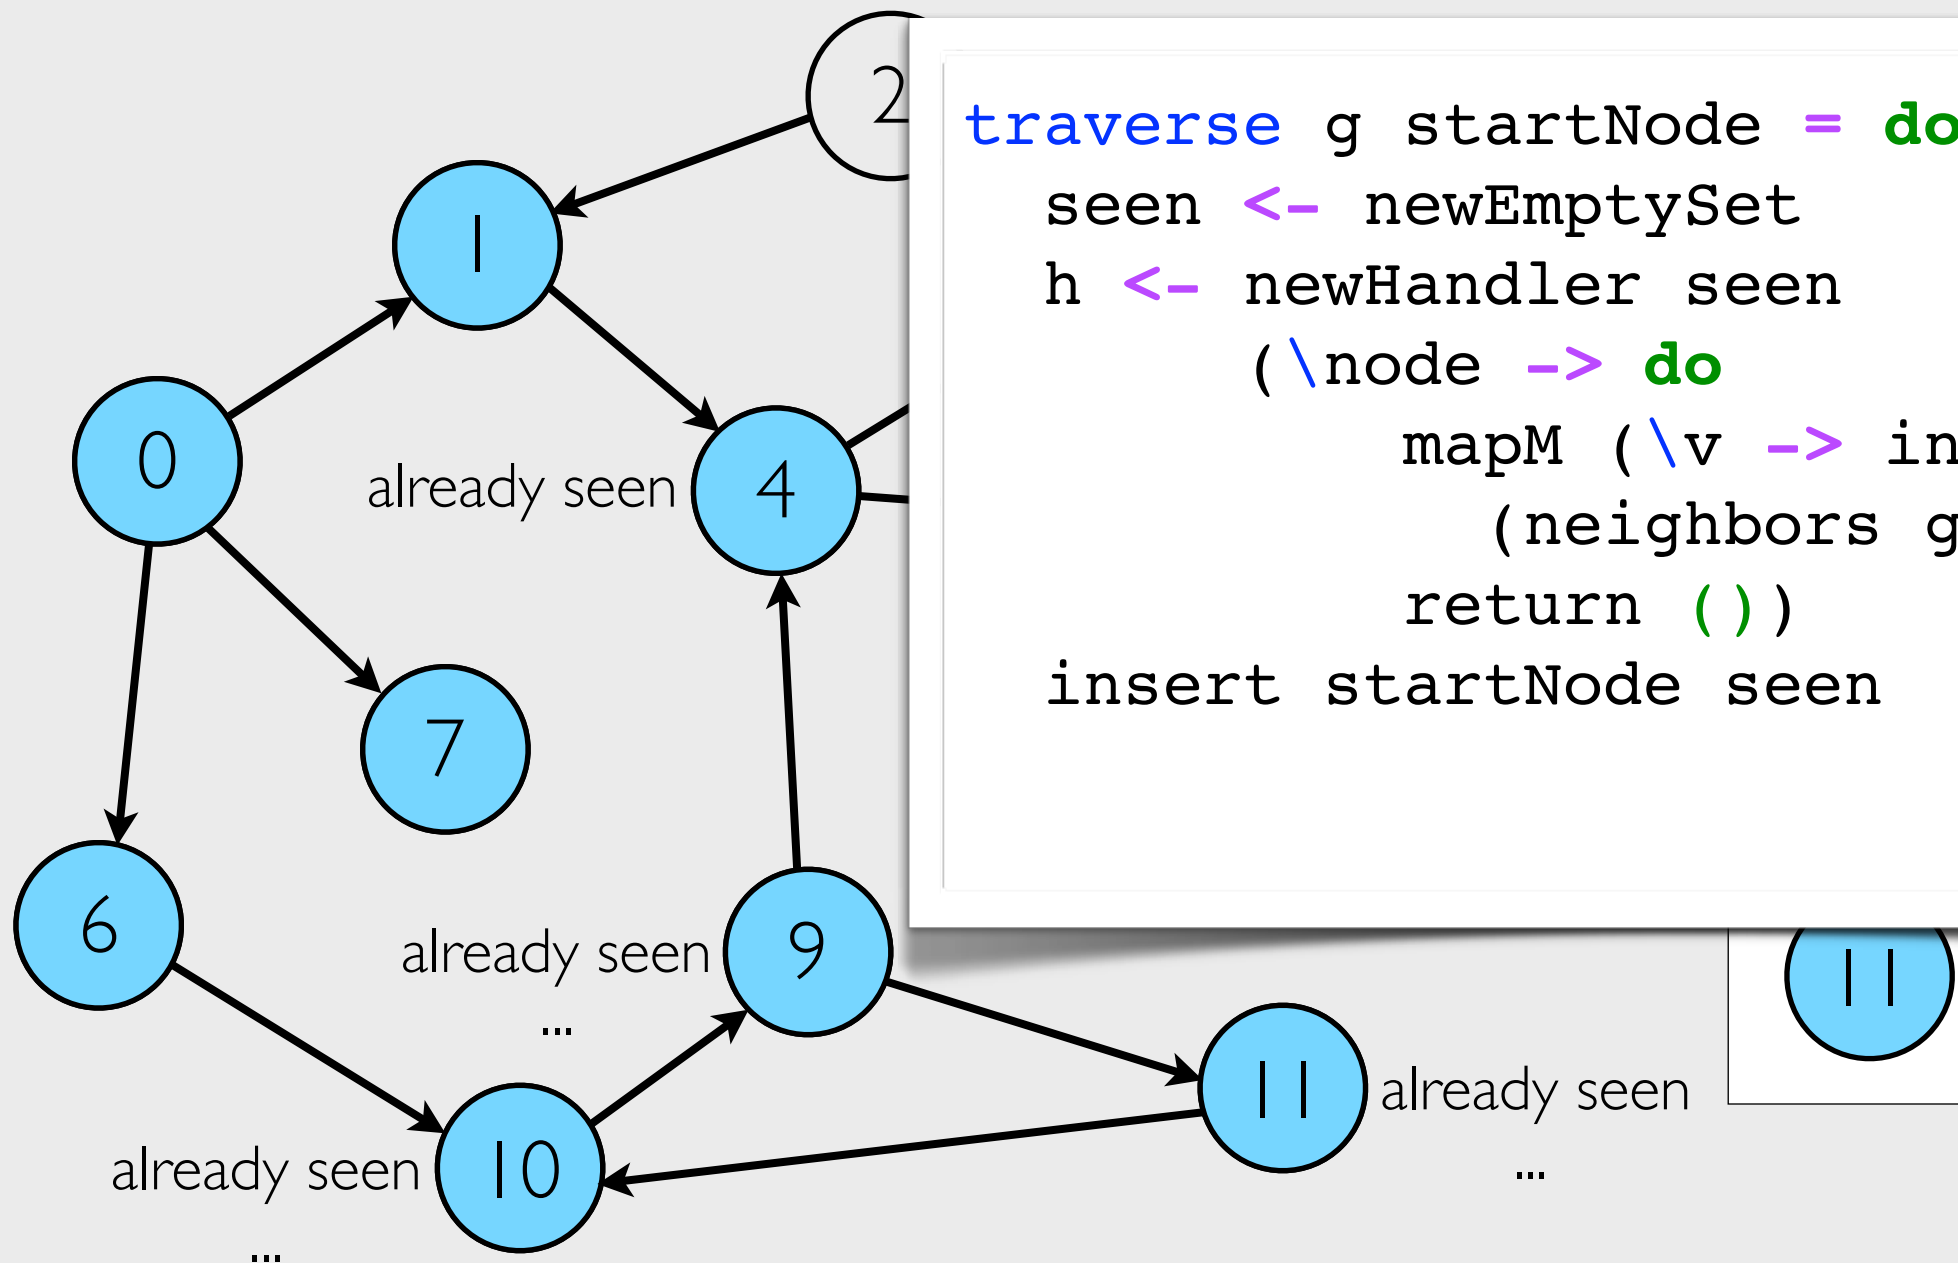 2
traverse g startNode = do
seen <- newEmptySet
h <- newHandler seen
(\node -> do
mapM (\v -> in
(neighbors g
return ())
insert startNode seen
1
0
already seen
4
7
6
already seen
9
...
11
11
already seen
...
already seen
10
...